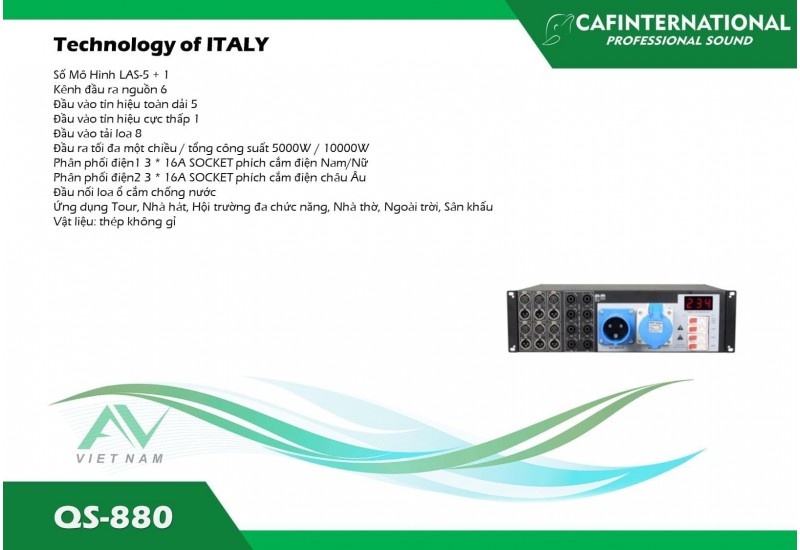 CAFINTERNATIONAL
PROFESSIONAL SOUND
Technology of ITALY
Số Mô Hình LAS-5 + 1
Kênh đầu ra nguồn 6
Đầu vào tín hiệu toàn dải 5
Đầu vào tín hiệu cực thấp 1
Đầu vào tải loa 8
Đầu ra tối đa một chiều / tổng công suất 5000W / 10000W
Phân phối điện1 3 * 16A SOCKET phích cắm điện Nam/Nữ
Phân phối điện2 3 * 16A SOCKET phích cắm điện châu Âu
Đầu nối loa ổ cắm chống nước
Ứng dụng Tour, Nhà hát, Hội trường đa chức năng, Nhà thờ, Ngoài trời, Sân khấu
Vật liệu: thép không gỉ
234
AV
VIET NAM
QS-880